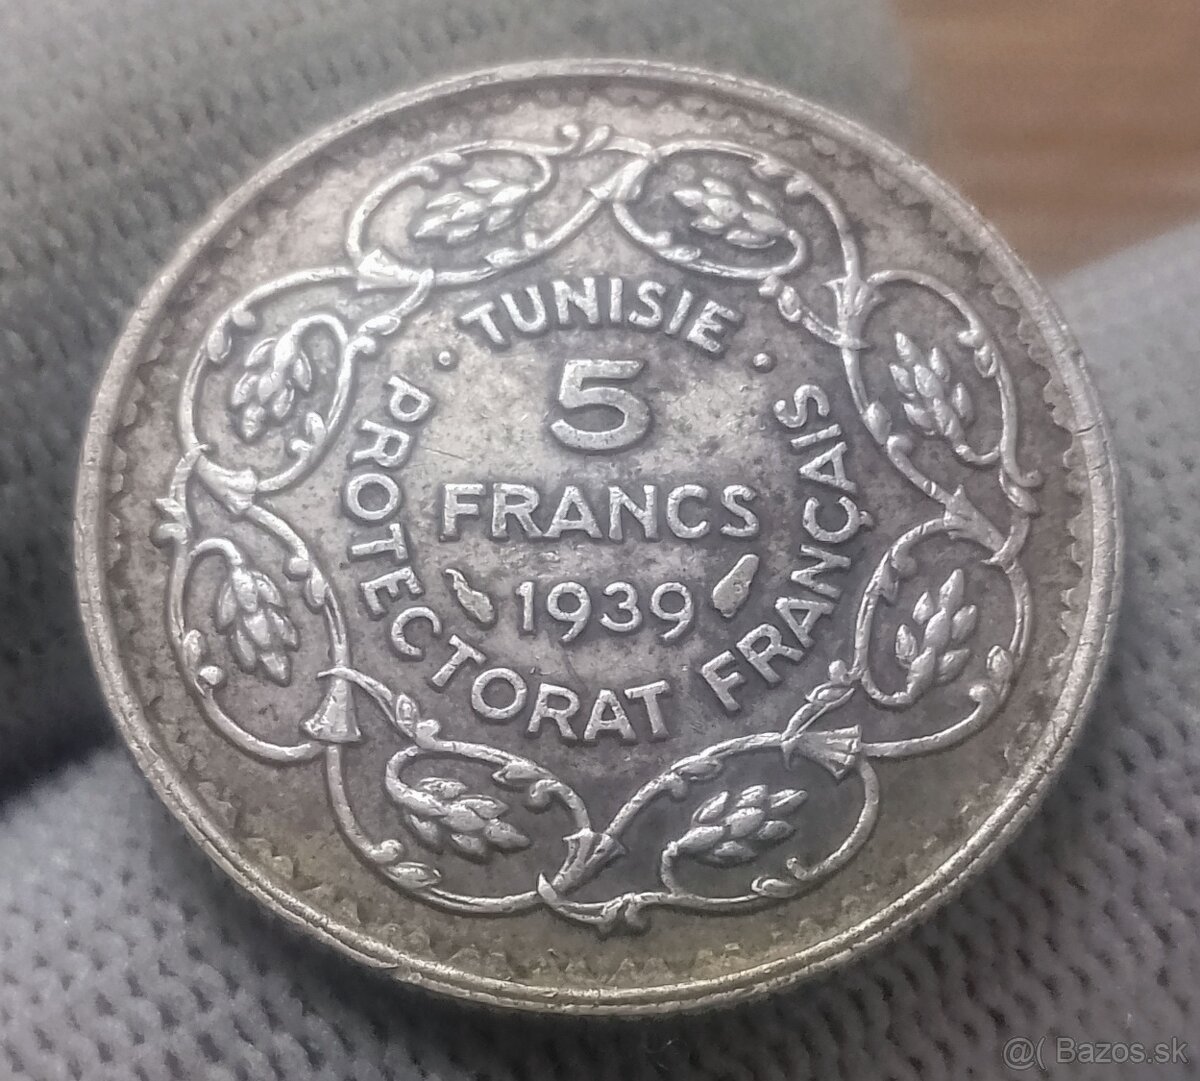 TUNISIE
5
FRANCS
1939
PROTECTORAT FRANÇAIS
@( Bazos.sk